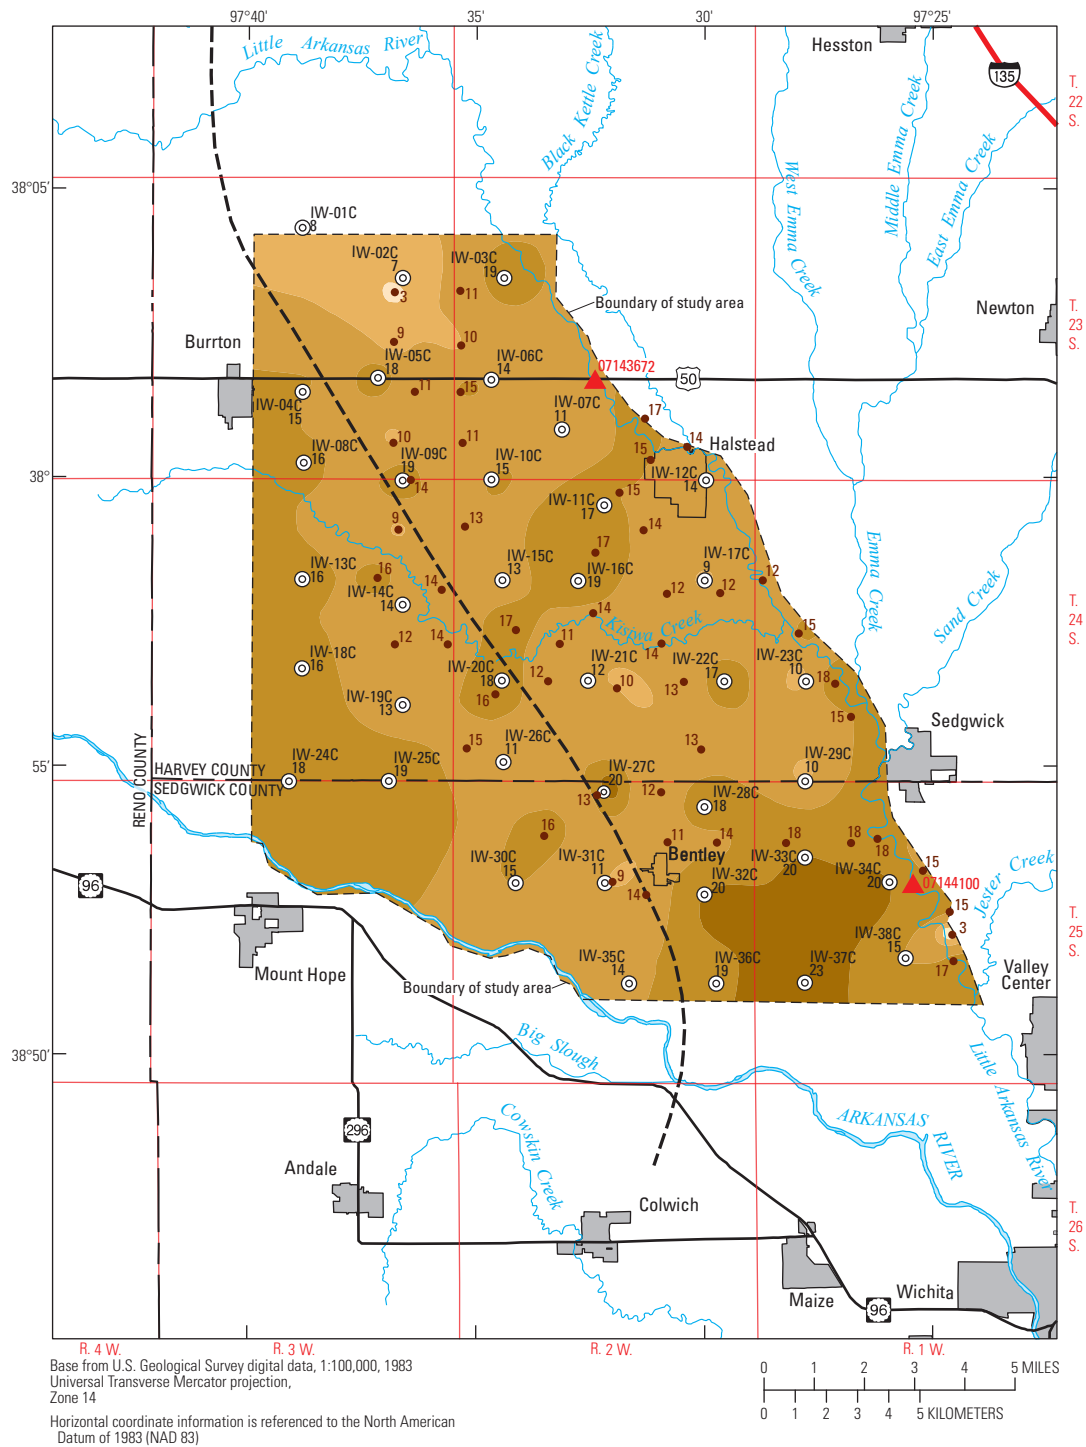 97°40'
35'
30'
97°25'
Little Arkansas River
Black Kettle Creek
Hesston
135
T.
22
S.
West Emma Creek
Middle Emma Creek
East Emma Creek
38°05'
IW-01C
8
IW-02C
7
IW-03C
19
3
11
Boundary of study area
Newton
T.
23
S.
Burrton
9
10
IW-05C
18
IW-06C
14
07143672
50
IW-04C
15
11
15
IW-07C
11
17
10
11
14
Halstead
IW-08C
16
IW-09C
19
14
IW-10C
15
15
IW-12C
14
38°
IW-11C
17
15
9
13
14
Emma Creek
17
IW-13C
16
16
IW-15C
13
IW-16C
19
IW-17C
9
12
IW-14C
14
14
12
12
Sand Creek
T.
24
S.
14
Kisiwa Creek
12
14
17
11
14
15
IW-18C
16
IW-20C
18
12
IW-21C
12
10
IW-22C
17
13
IW-23C
10
18
16
IW-19C
13
15
Sedgwick
15
IW-26C
11
13
RENO COUNTY
55'
HARVEY COUNTY
SEDGWICK COUNTY
IW-24C
18
IW-25C
19
IW-27C
20
IW-29C
10
13
12
IW-28C
18
16
11
14
18
18
18
Bentley
IW-30C
15
IW-31C
11
9
14
IW-33C
20
IW-32C
20
IW-34C
20
15
07144100
Jester Creek
96
15
3
T.
25
S.
IW-38C
15
17
Mount Hope
IW-35C
14
IW-36C
19
IW-37C
23
Valley
Center
Boundary of study area
38°50'
Big Slough
Little Arkansas River
Cowskin Creek
ARKANSAS RIVER
296
Andale
Colwich
T.
26
S.
Maize
Wichita
96
R. 4 W.
R. 3 W.
R. 2 W.
R. 1 W.
Base from U.S. Geological Survey digital data, 1:100,000, 1983
Universal Transverse Mercator projection,
Zone 14
Horizontal coordinate information is referenced to the North American
Datum of 1983 (NAD 83)
0 1 2 3 4 5 MILES
0 1 2 3 4 5 KILOMETERS